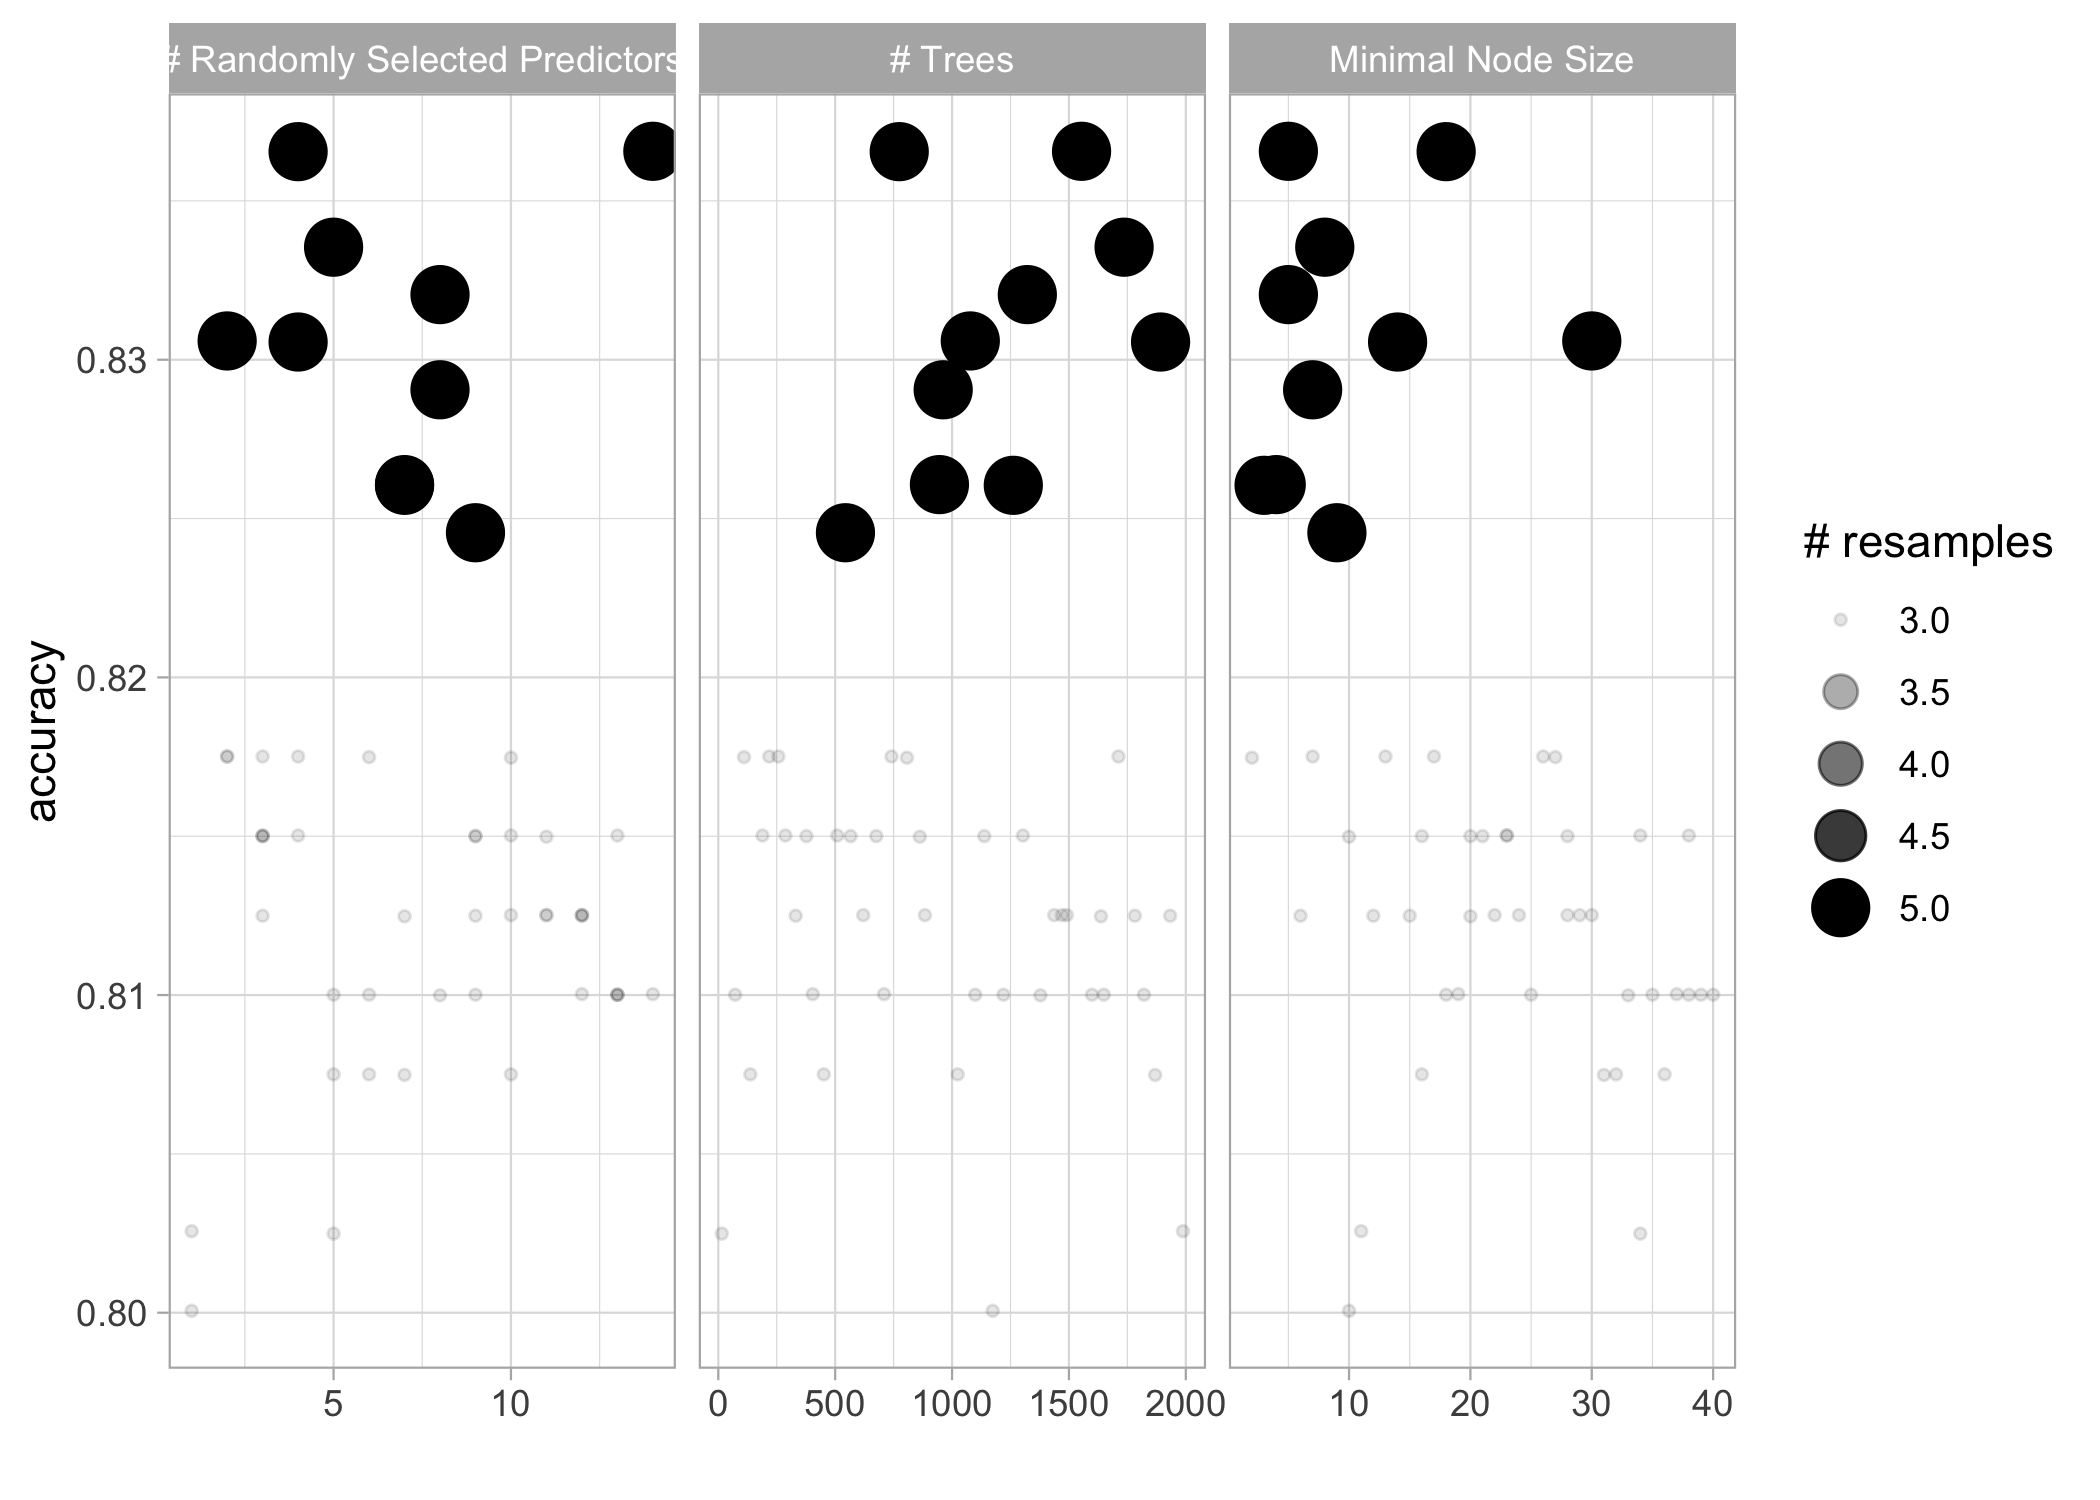 # Randomly Selected Predictors
# Trees
Minimal Node Size
accuracy
0.83
0.82
0.81
0.80
5 10
0 500 1000 1500 2000
10 20 30 40
# resamples
3.0
3.5
4.0
4.5
5.0